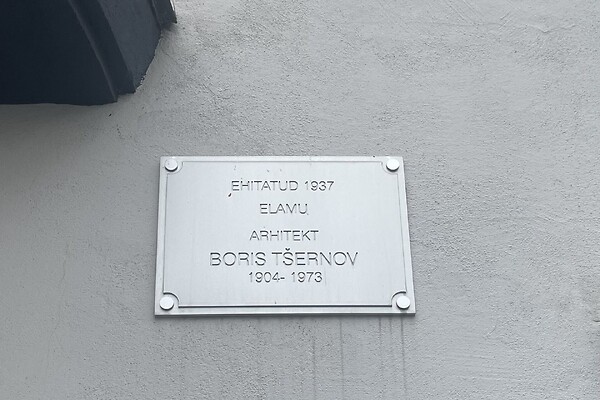 EHITATUD 1937
ELAMU
ARHITEKT
BORIS TŠERNOV
1904- 1973